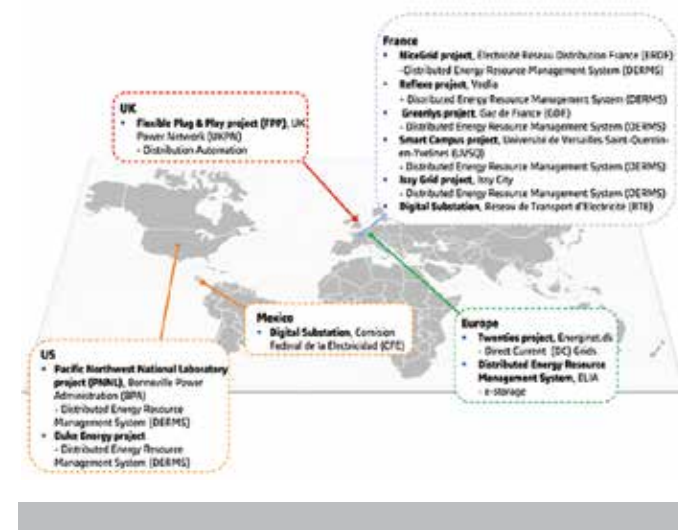 France
• NiceGrid project, Electricité Réseau Distribution France (ERDF)
-Distributed Energy Resource Management System (DERMS)
• Reflexe project, Veolia
- Distributed Energy Resource Management System (DERMS)
• Greenlys project, Gaz de France (GDF)
- Distributed Energy Resource Management System (DERMS)
• Smart Campus project, Université de Versailles Saint-Quentin-
en-Yvelines (UVSQ)
- Distributed Energy Resource Management System (DERMS)
• Issy Grid project, Issy City
- Distributed Energy Resource Management System (DERMS)
• Digital Substation, Réseau de Transport d'Electricité (RTE)
UK
• Flexible Plug & Play project (FPP), UK
Power Network (UKPN)
- Distribution Automation
Mexico
• Digital Substation, Comision
Federal de la Electricidad (CFE)
Europe
• Twenties project, Energinet.dk
- Direct Current (DC) Grids
• Distributed Energy Resource
Management System, ELIA
- e-storage
US
• Pacific Northwest National Laboratory
project (PNNL), Bonneville Power
Administration (BPA)
- Distributed Energy Resource
Management System (DERMS)
• Duke Energy project
- Distributed Energy Resource
Management System (DERMS)